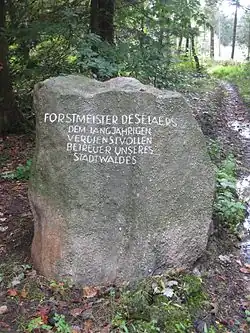 FORSTMEISTER DESELAERS
DEM LANGJÄHRIGEN
VERDIENSTVOLLEN
BETREUER UNSERES
STADTWALDES